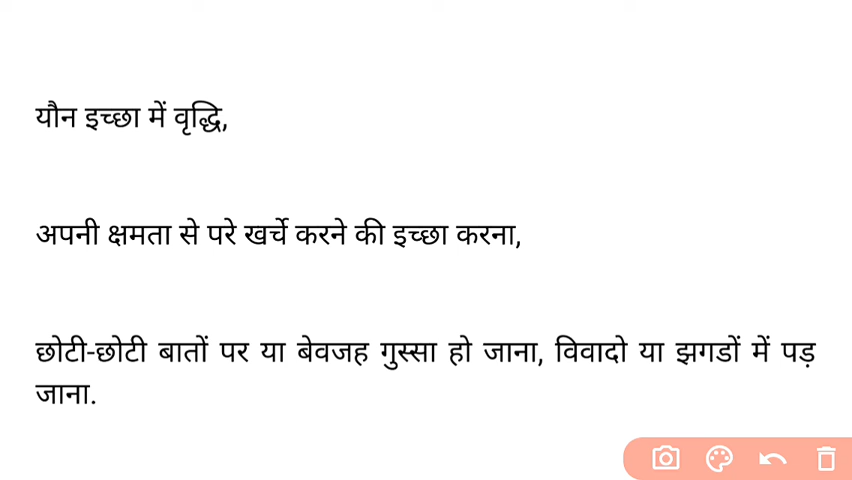 यौन इच्छा में वृद्धि,
अपनी क्षमता से परे खर्चे करने की इच्छा करना,
छोटी-छोटी बातों पर या बेवजह गुस्सा हो जाना, विवादो या झगडों में पड़
जाना.